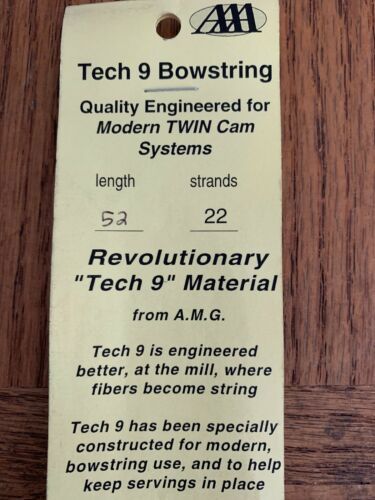 AAA
Tech 9 Bowstring
Quality Engineered for
Modern TWIN Cam
Systems
length strands
52 22
Revolutionary
"Tech 9" Material
from A.M.G.
Tech 9 is engineered
better, at the mill, where
fibers become string
Tech 9 has been specially
constructed for modern,
bowstring use, and to help
keep servings in place